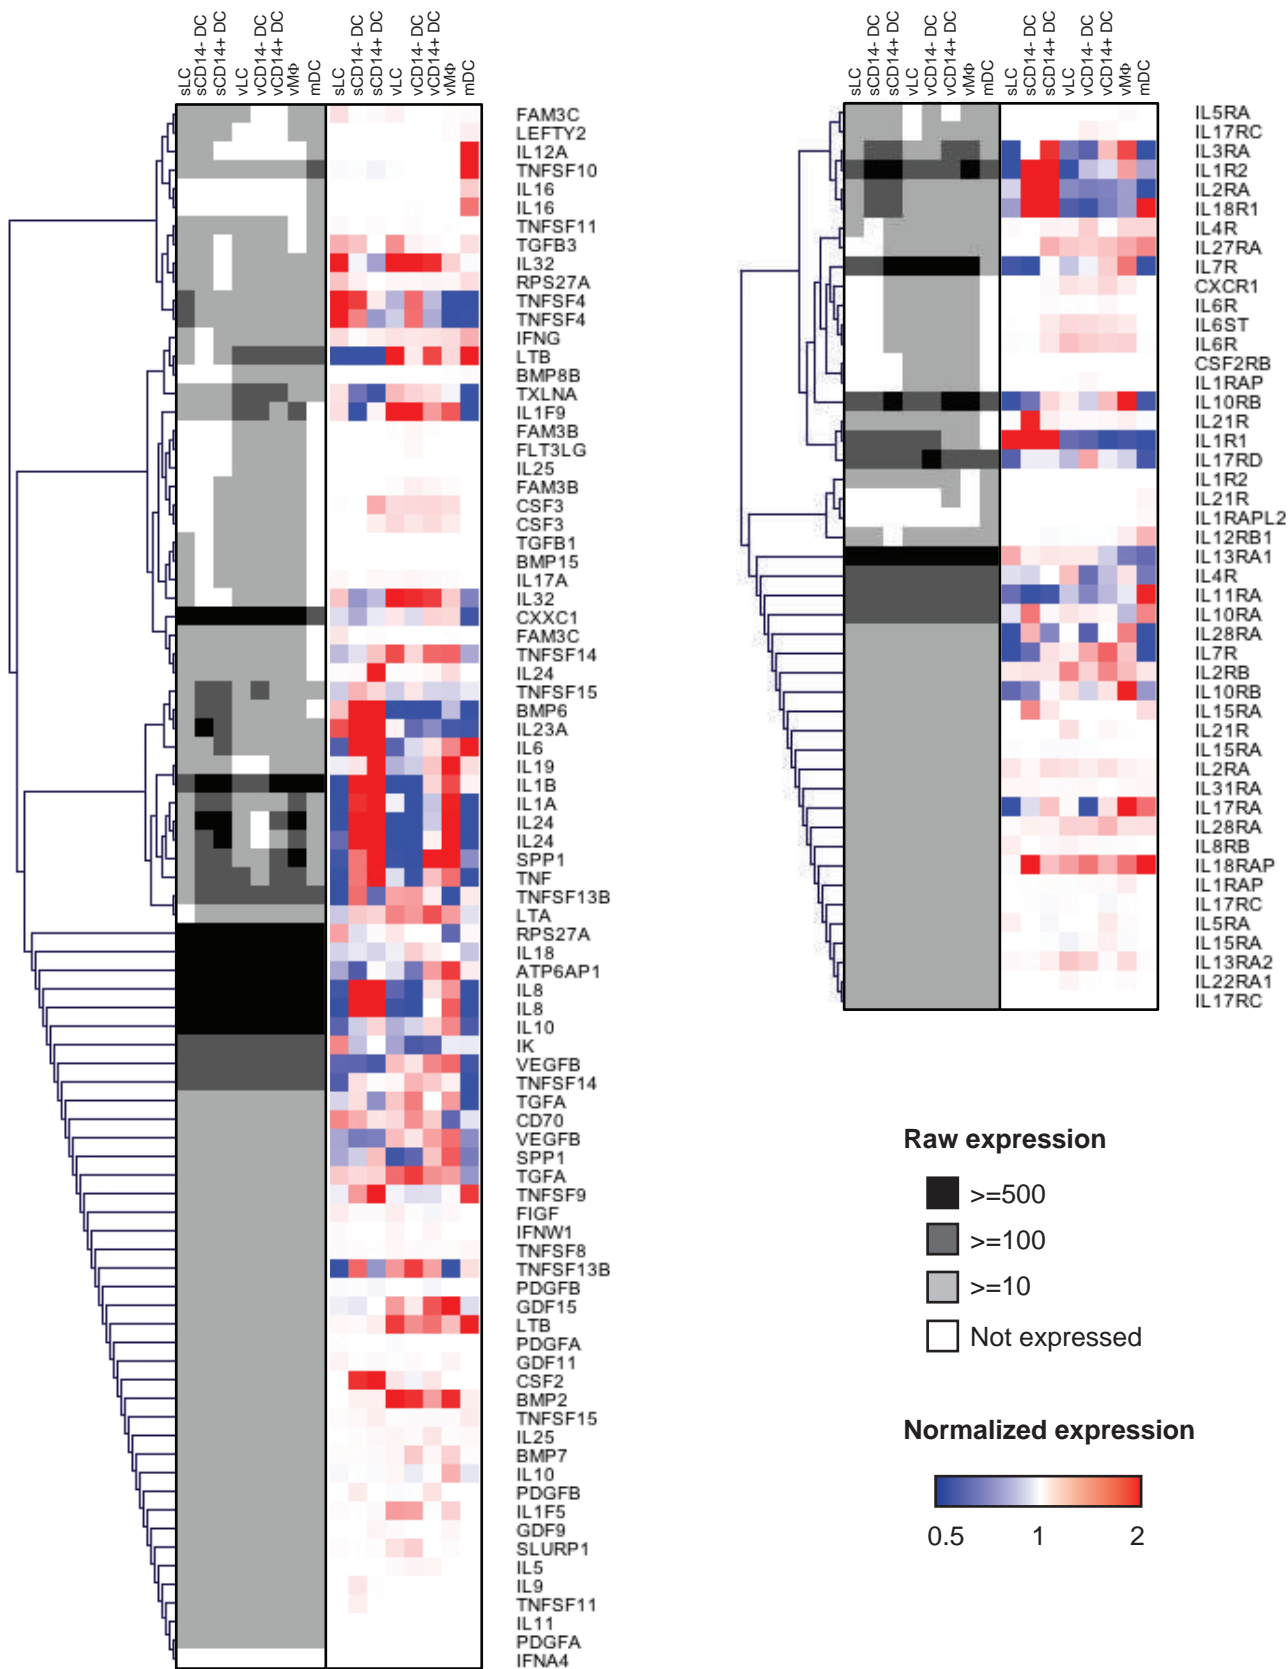 sLC
sCD14- DC
sCD14+ DC
vLC
vCD14- DC
vCD14+ DC
vMΦ
mDC
sLC
sCD14- DC
sCD14+ DC
vLC
vCD14- DC
vCD14+ DC
vMΦ
mDC
FAM3C
LEFTY2
IL12A
TNFSF10
IL16
IL16
TNFSF11
TGFB3
IL32
RPS27A
TNFSF4
TNFSF4
IFNG
LTB
BMP8B
TXLNA
IL1F9
FAM3B
FLT3LG
IL25
FAM3B
CSF3
CSF3
TGFB1
BMP15
IL17A
IL32
CXXC1
FAM3C
TNFSF14
IL24
TNFSF15
BMP6
IL23A
IL6
IL19
IL1B
IL1A
IL24
IL24
SPP1
TNF
TNFSF13B
LTA
RPS27A
IL18
ATP6AP1
IL8
IL8
IL10
IK
VEGFB
TNFSF14
TGFA
CD70
VEGFB
SPP1
TGFA
TNFSF9
FIGF
IFNW1
TNFSF8
TNFSF13B
PDGFB
GDF15
LTB
PDGFA
GDF11
CSF2
BMP2
TNFSF15
IL25
BMP7
IL10
PDGFB
IL1F5
GDF9
SLURP1
IL5
IL9
TNFSF11
IL11
PDGFA
IFNA4
sLC
sCD14- DC
sCD14+ DC
vLC
vCD14- DC
vCD14+ DC
vMΦ
mDC
sLC
sCD14- DC
sCD14+ DC
vLC
vCD14- DC
vCD14+ DC
vMΦ
mDC
IL5RA
IL17RC
IL3RA
IL1R2
IL2RA
IL18R1
IL4R
IL27RA
IL7R
CXCR1
IL6R
IL6ST
IL6R
CSF2RB
IL1RAP
IL10RB
IL21R
IL1R1
IL17RD
IL1R2
IL21R
IL1RAPL2
IL12RB1
IL13RA1
IL4R
IL11RA
IL10RA
IL28RA
IL7R
IL2RB
IL10RB
IL15RA
IL21R
IL15RA
IL2RA
IL31RA
IL17RA
IL28RA
IL8RB
IL18RAP
IL1RAP
IL17RC
IL5RA
IL15RA
IL13RA2
IL22RA1
IL17RC
Raw expression
>=500
>=100
>=10
Not expressed
Normalized expression
0.5 1 2